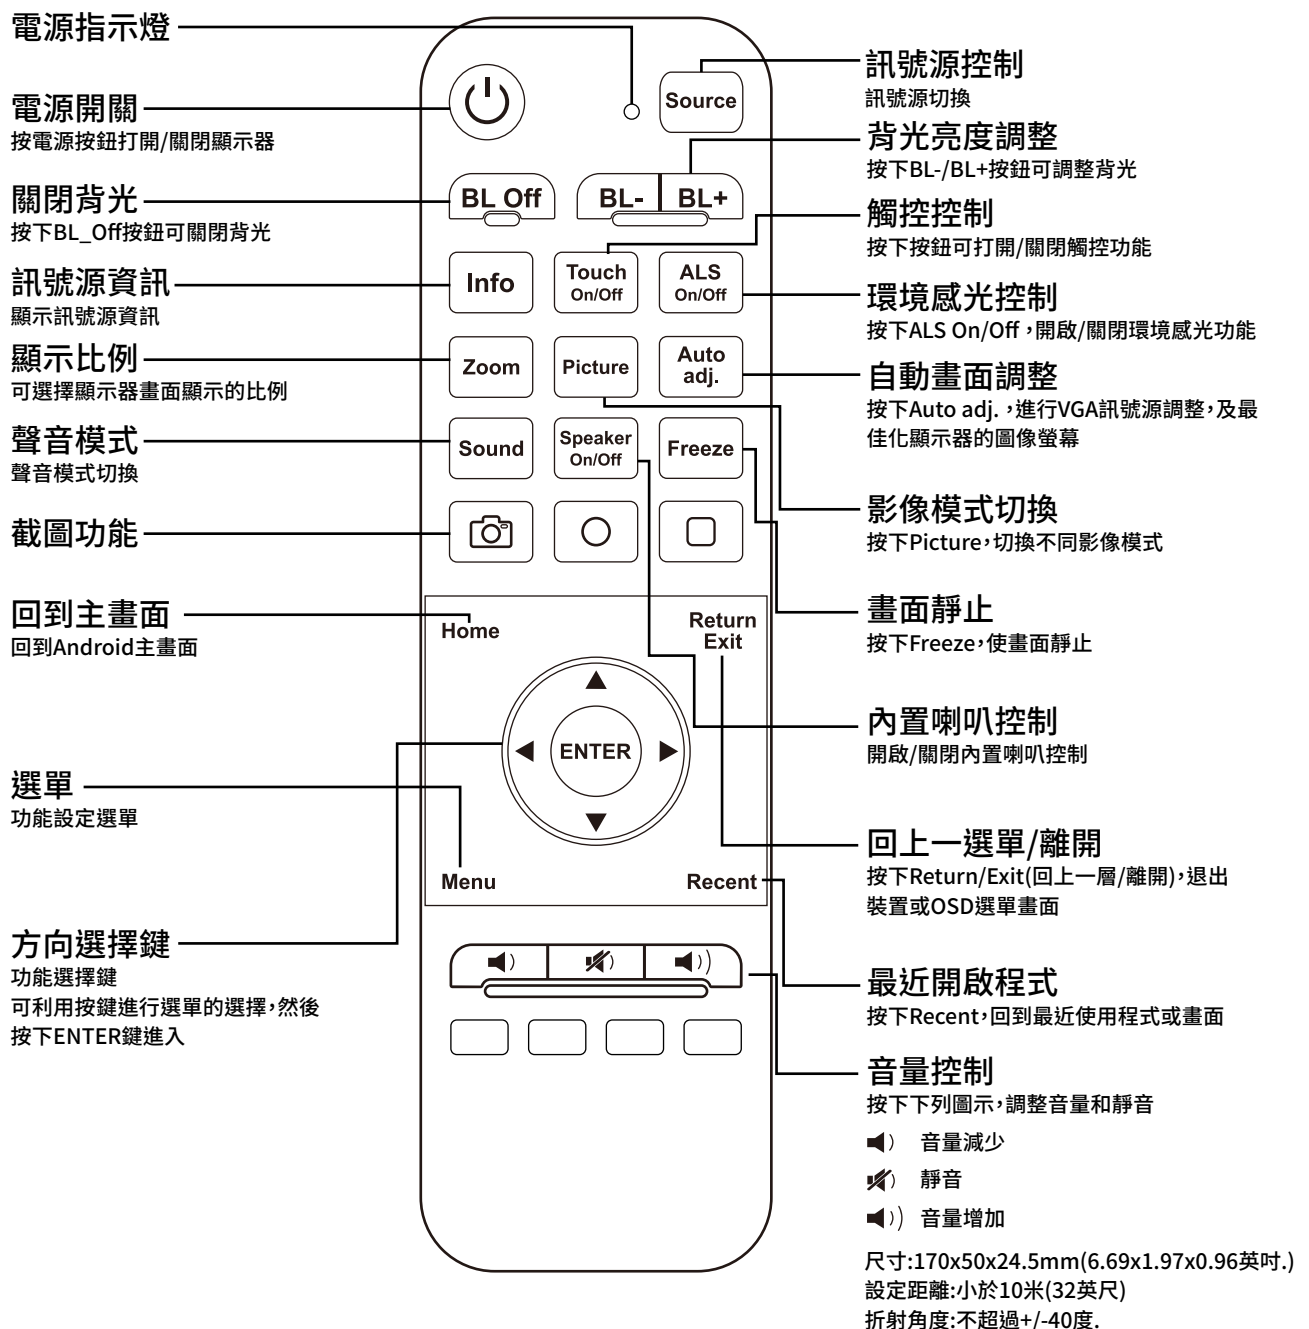 電源指示燈
電源開關
按電源按鈕打開/關閉顯示器
關閉背光
按下BL_Off按鈕可關閉背光
訊號源資訊
顯示訊號源資訊
顯示比例
可選擇顯示器畫面顯示的比例
聲音模式
聲音模式切換
截圖功能
回到主畫面
回到Android主畫面
選單
功能設定選單
方向選擇鍵
功能選擇鍵
可利用按鍵進行選單的選擇,然後
按下ENTER鍵進入
Source
BL Off
BL-
BL+
Info
Touch
On/Off
ALS
On/Off
Zoom
Picture
Auto
adj.
Sound
Speaker
On/Off
Freeze
Home
Return
Exit
ENTER
Menu
Recent
訊號源控制
訊號源切換
背光亮度調整
按下BL-/BL+按鈕可調整背光
觸控控制
按下按鈕可打開/關閉觸控功能
環境感光控制
按下ALS On/Off,開啟/關閉環境感光功能
自動畫面調整
按下Auto adj.,進行VGA訊號源調整,及最
佳化顯示器的圖像螢幕
影像模式切換
按下Picture,切換不同影像模式
畫面靜止
按下Freeze,使畫面靜止
內置喇叭控制
開啟/關閉內置喇叭控制
回上一選單/離開
按下Return/Exit(回上一層/離開),退出
裝置或OSD選單畫面
最近開啟程式
按下Recent,回到最近使用程式或畫面
音量控制
按下下列圖示,調整音量和靜音
音量減少
靜音
音量增加
尺寸:170x50x24.5mm(6.69x1.97x0.96英吋.)
設定距離:小於10米(32英尺)
折射角度:不超過+/-40度.